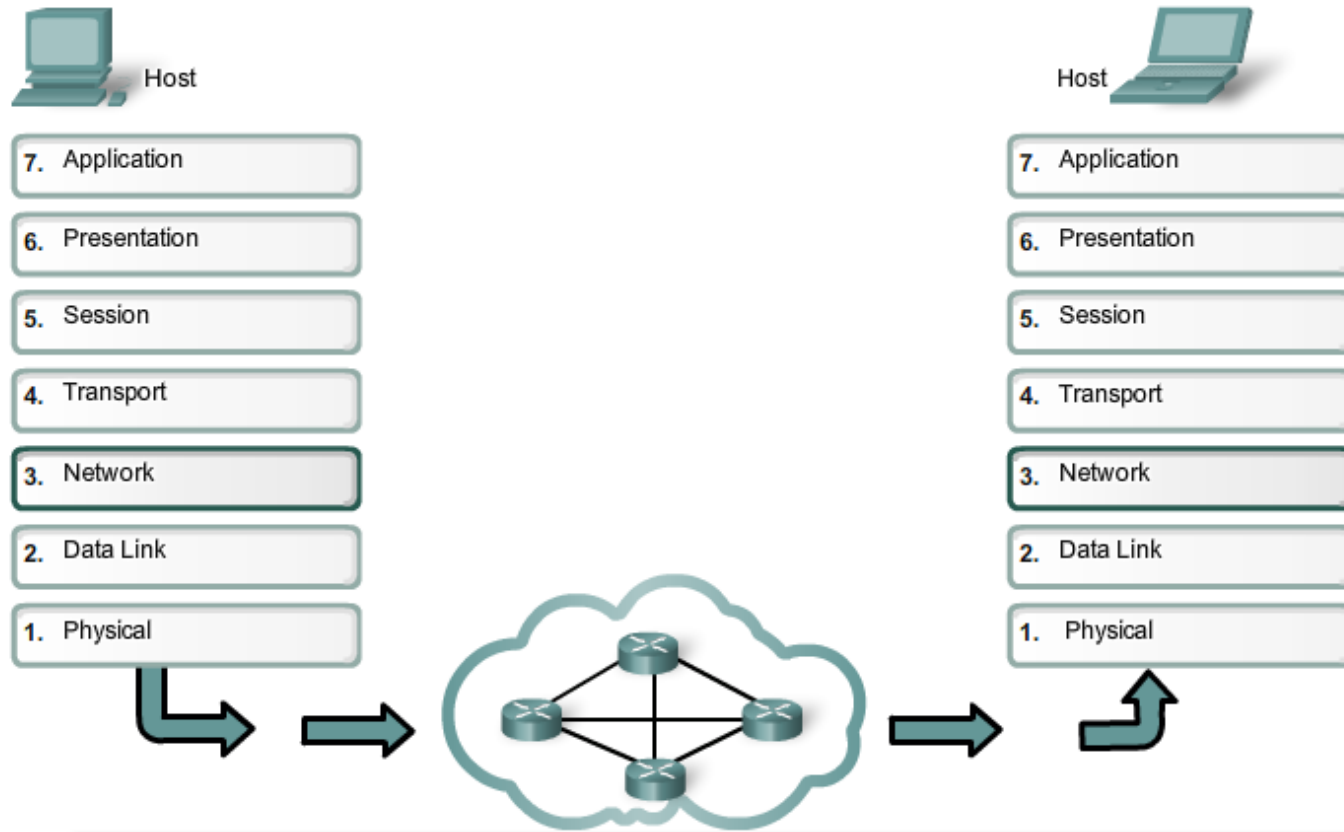 Host
Host
7. Application
6. Presentation
5. Session
4. Transport
3. Network
2. Data Link
1. Physical
7. Application
6. Presentation
5. Session
4. Transport
3. Network
2. Data Link
1. Physical